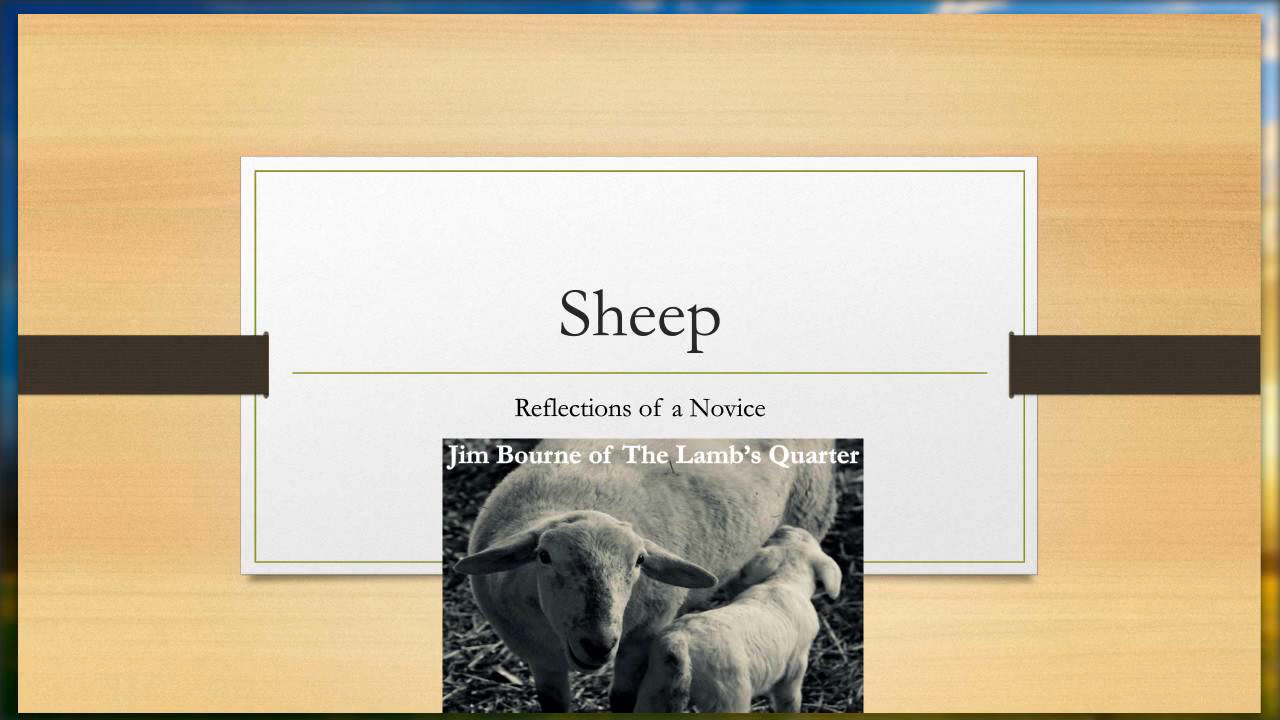 Sheep
Reflections of a Novice
Jim Bourne of The Lamb's Quarter